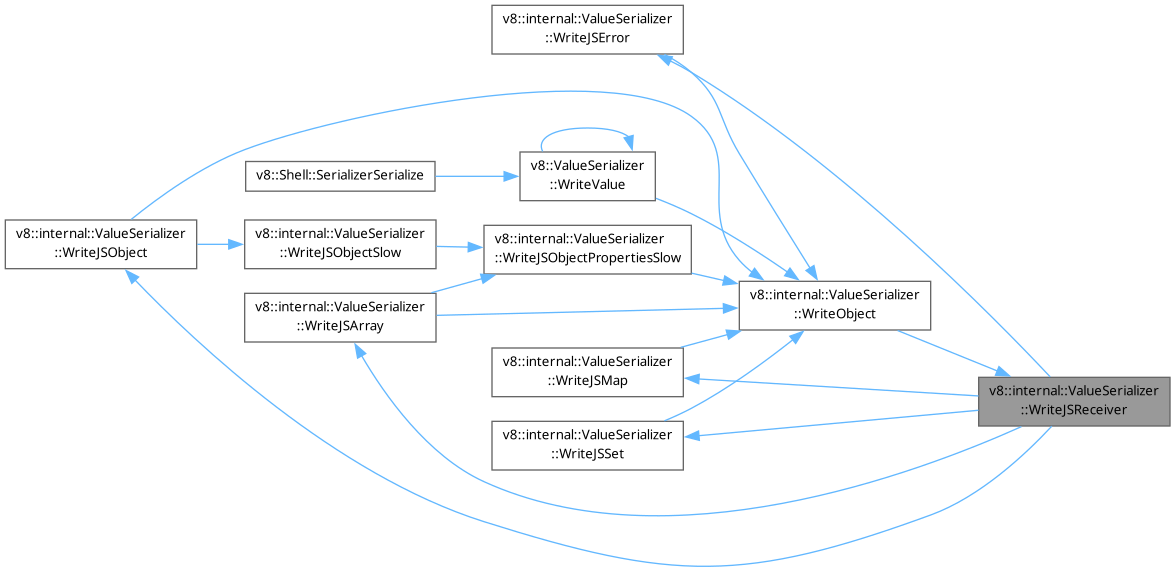 v8::internal::ValueSerializer
::WriteJSError
v8::ValueSerializer
::WriteValue
v8::Shell::SerializerSerialize
v8::internal::ValueSerializer
::WriteJSObject
v8::internal::ValueSerializer
::WriteJSObjectSlow
v8::internal::ValueSerializer
::WriteJSObjectPropertiesSlow
v8::internal::ValueSerializer
::WriteObject
v8::internal::ValueSerializer
::WriteJSArray
v8::internal::ValueSerializer
::WriteJSMap
v8::internal::ValueSerializer
::WriteJSReceiver
v8::internal::ValueSerializer
::WriteJSSet